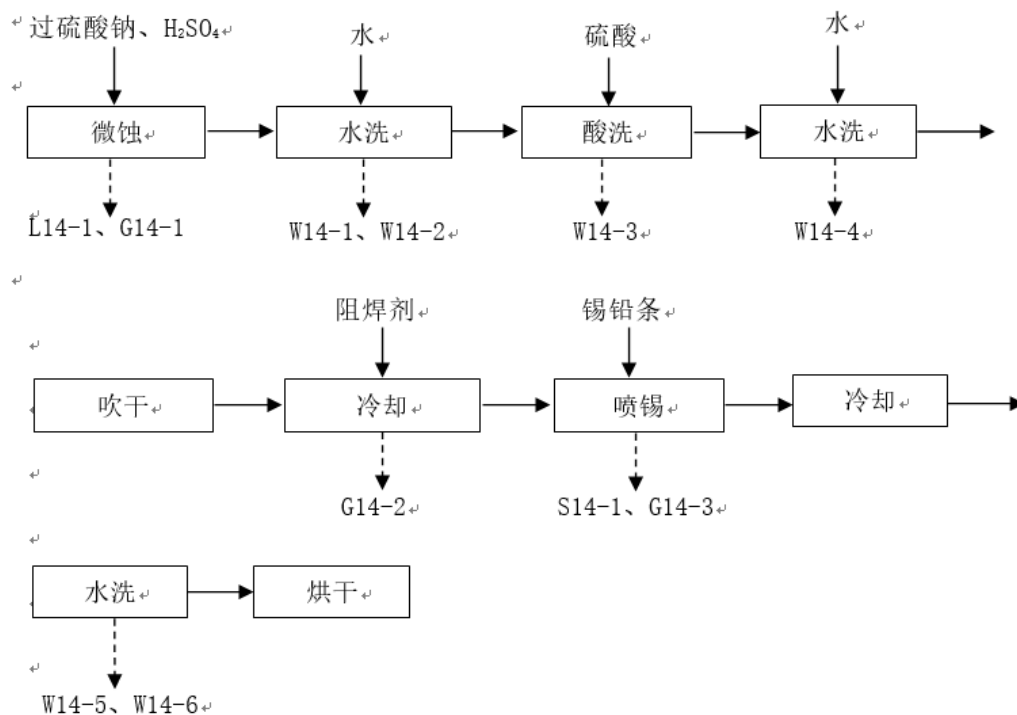 过硫酸钠、H₂SO₄ 水 硫酸 水
微蚀 水洗 酸洗 水洗
L14-1、G14-1 W14-1、W14-2 W14-3 W14-4
阻焊剂 锡铅条
吹干 冷却 喷锡 冷却
G14-2 S14-1、G14-3
水洗 烘干
W14-5、W14-6